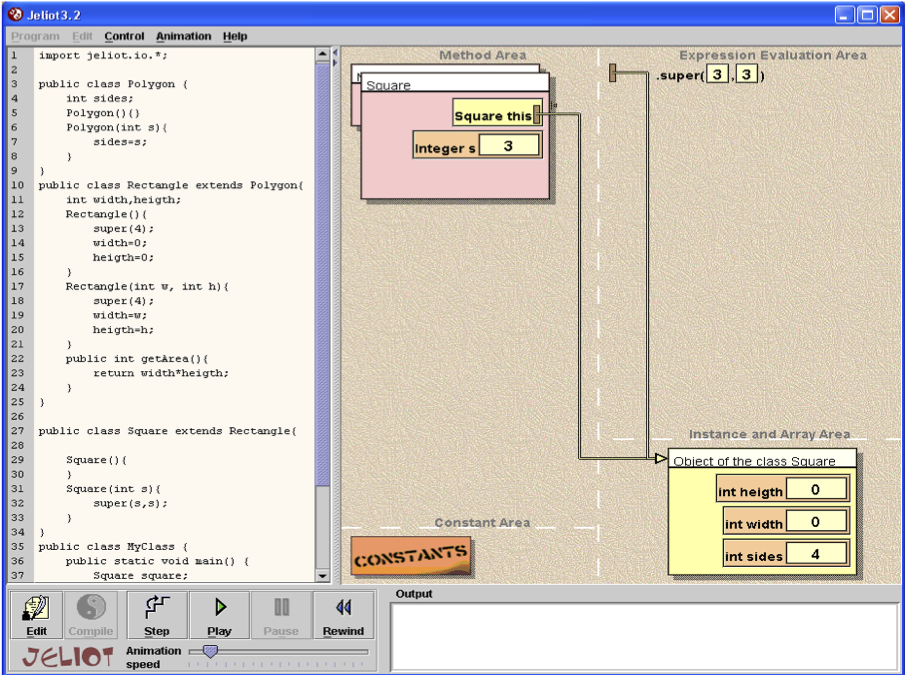 Jeliot3.2
Program Edit Control Animation Help
1 import jeliot.io.*;
2
3 public class Polygon {
4 int sides;
5 Polygon(){}
6 Polygon(int s){
7 sides=s;
8 }
9 }
10 public class Rectangle extends Polygon{
11 int width,heigth;
12 Rectangle(){
13 super(4);
14 width=0;
15 heigth=0;
16 }
17 Rectangle(int w, int h){
18 super(4);
19 width=w;
20 heigth=h;
21 }
22 public int getArea(){
23 return width*heigth;
24 }
25 }
26
27 public class Square extends Rectangle{
28
29 Square(){
30 }
31 Square(int s){
32 super(s,s);
33 }
34 }
35 public class MyClass {
36 public static void main() {
37 Square square;
Method Area
Square
Square this
Integer s 3
Expression Evaluation Area
.super( 3 , 3 )
Constant Area
CONSTANTS
Instance and Array Area
Object of the class Square
int heigth 0
int width 0
int sides 4
Edit Compile Step Play Pause Rewind
JELIOT
Animation speed
Output